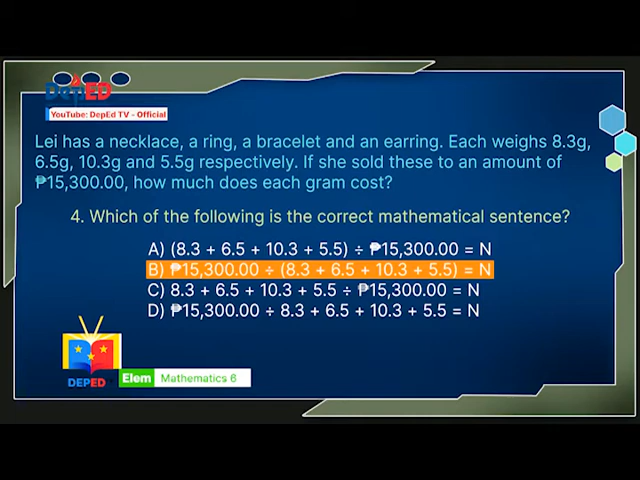 DepED
YouTube: DepEd TV - Official
Lei has a necklace, a ring, a bracelet and an earring. Each weighs 8.3g,
6.5g, 10.3g and 5.5g respectively. If she sold these to an amount of
₱15,300.00, how much does each gram cost?
4. Which of the following is the correct mathematical sentence?
A) (8.3 + 6.5 + 10.3 + 5.5) ÷ ₱15,300.00 = N
B) ₱15,300.00 ÷ (8.3 + 6.5 + 10.3 + 5.5) = N
C) 8.3 + 6.5 + 10.3 + 5.5 ÷ ₱15,300.00 = N
D) ₱15,300.00 ÷ 8.3 + 6.5 + 10.3 + 5.5 = N
DEPED
Elem Mathematics 6